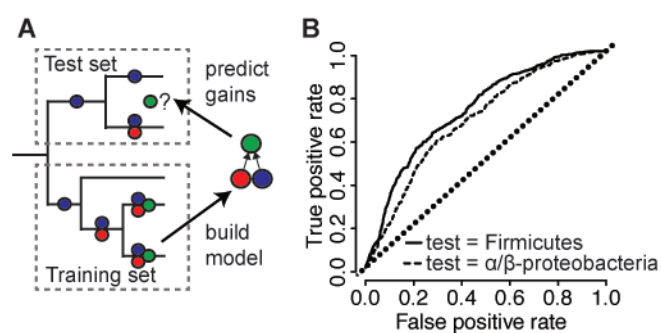 A
Test set
?
predict
gains
build
model
Training set
B
True positive rate
0.0 0.2 0.4 0.6 0.8 1.0
test = Firmicutes
test = α/β-proteobacteria
0.0 0.2 0.4 0.6 0.8 1.0
False positive rate